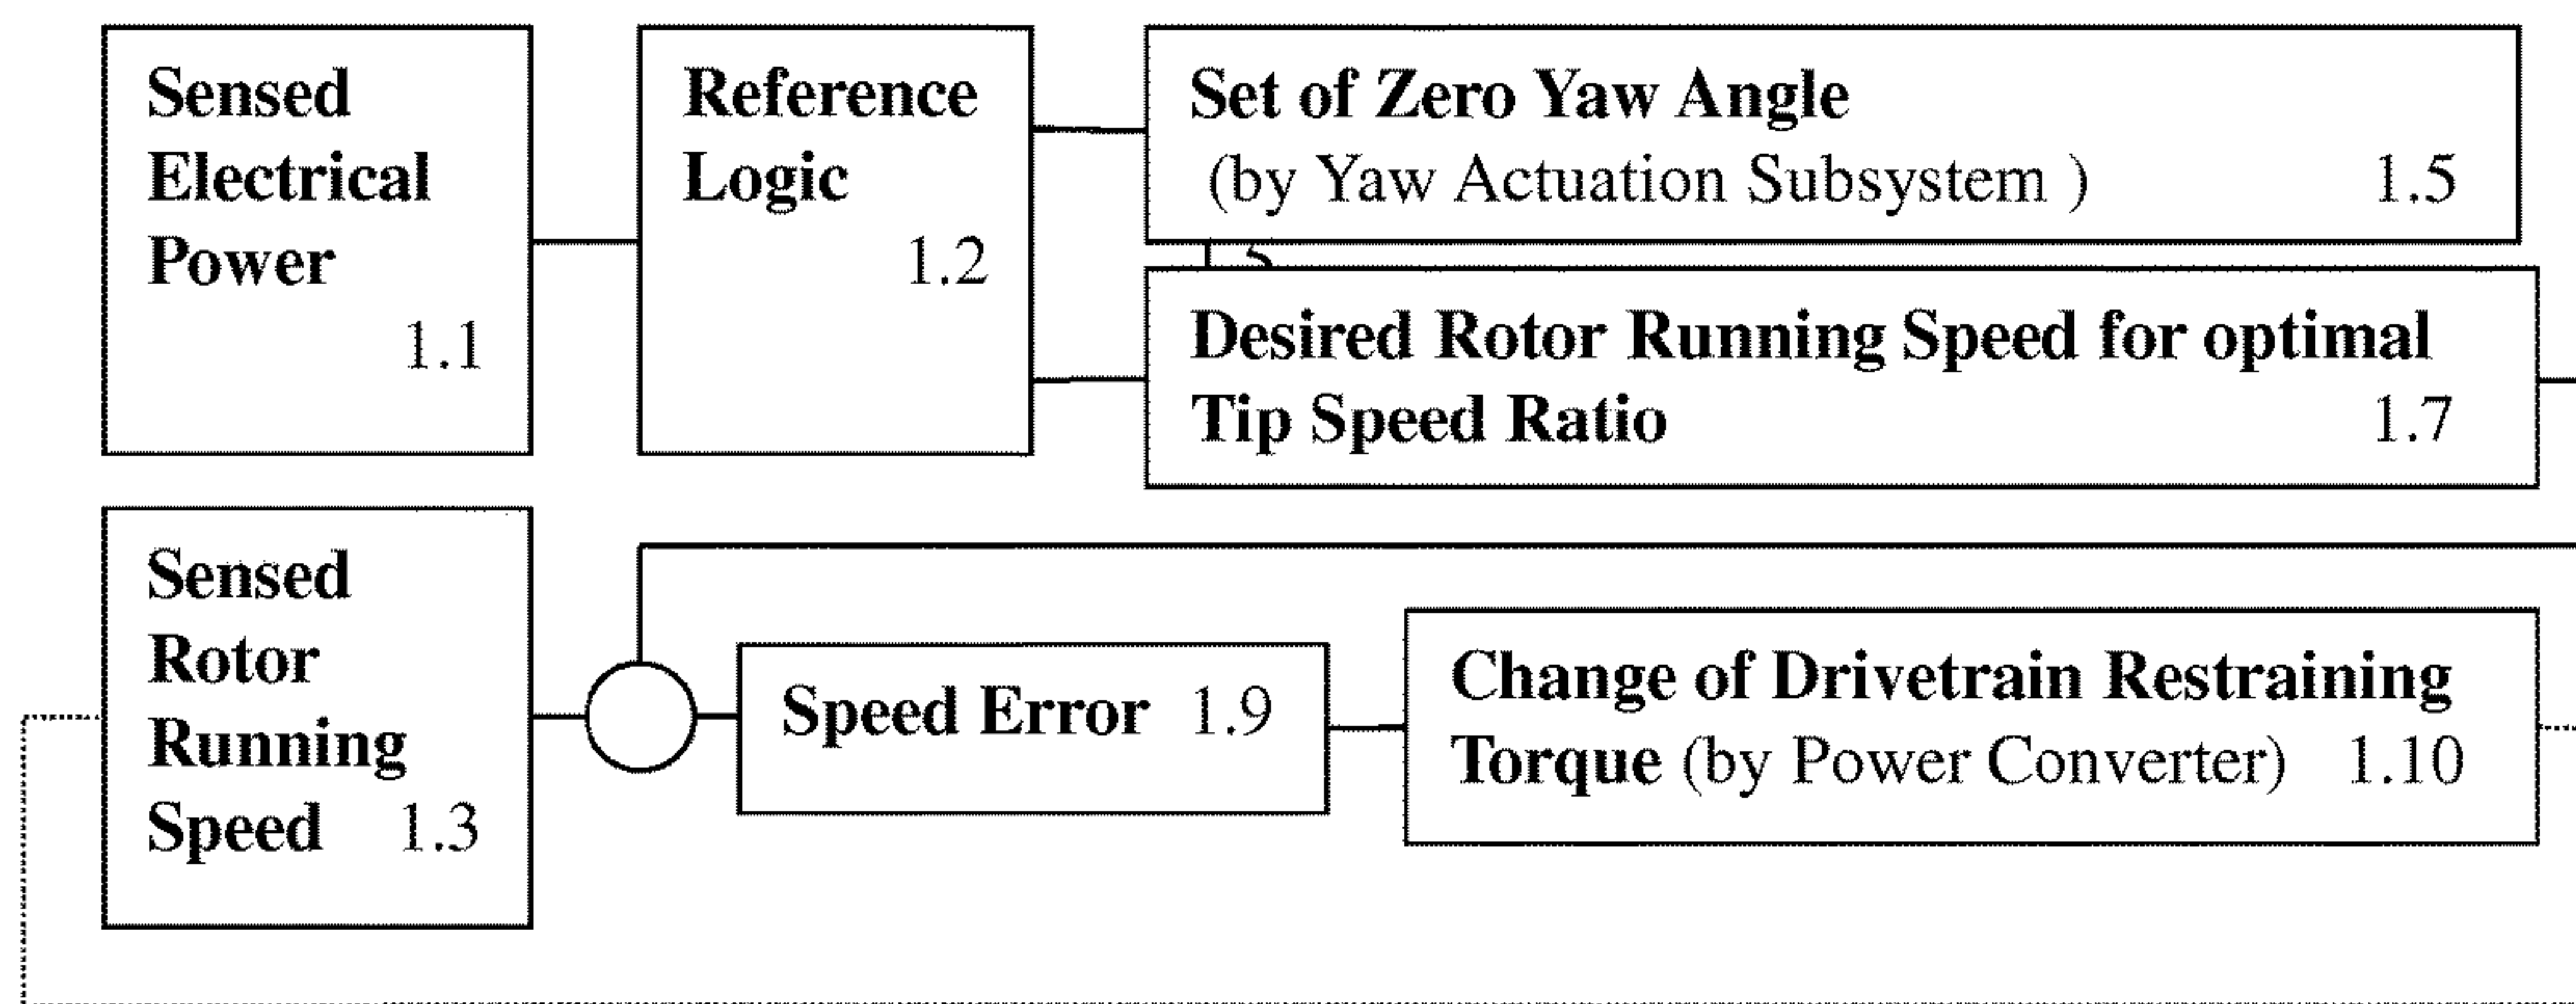 Sensed
Electrical
Power
1.1
Reference
Logic
1.2
Set of Zero Yaw Angle
(by Yaw Actuation Subsystem ) 1.5
Desired Rotor Running Speed for optimal
Tip Speed Ratio 1.7
Sensed
Rotor
Running
Speed 1.3
Speed Error 1.9
Change of Drivetrain Restraining
Torque (by Power Converter) 1.10